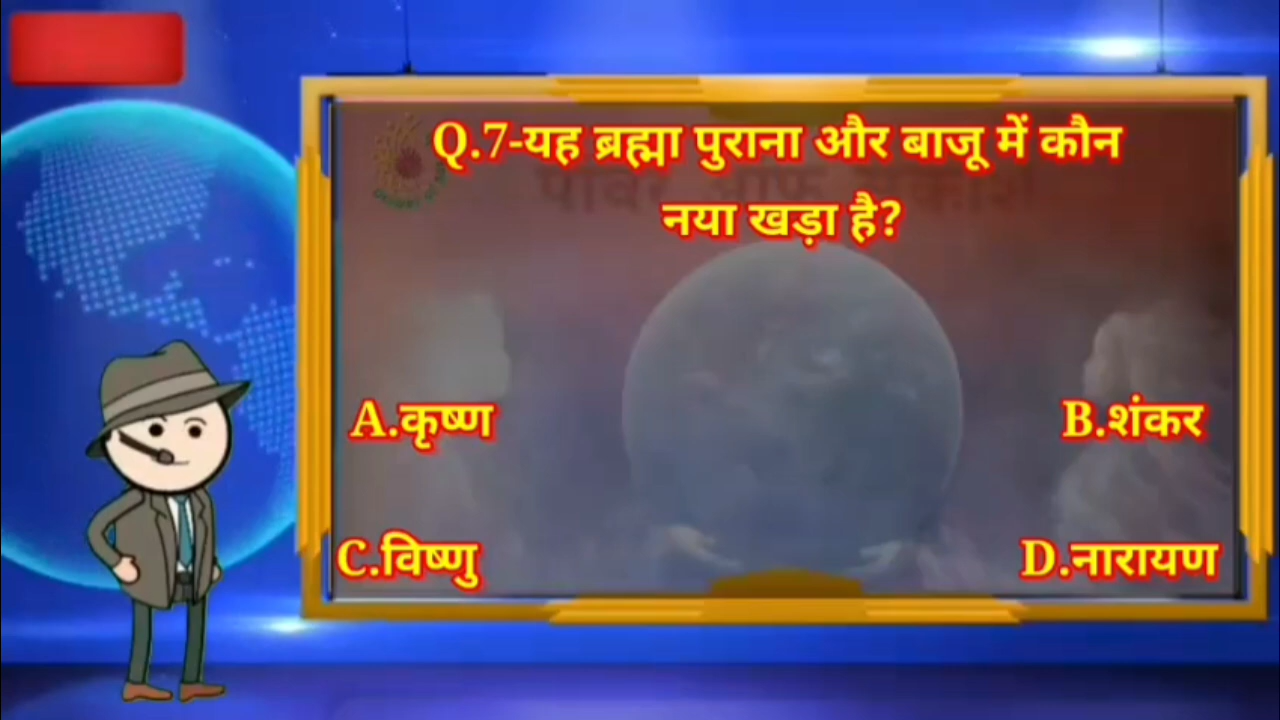 Q.7-यह ब्रह्मा पुराना और बाजू में कौन
नया खड़ा है?
A.कृष्ण
B.शंकर
C.विष्णु
D.नारायण